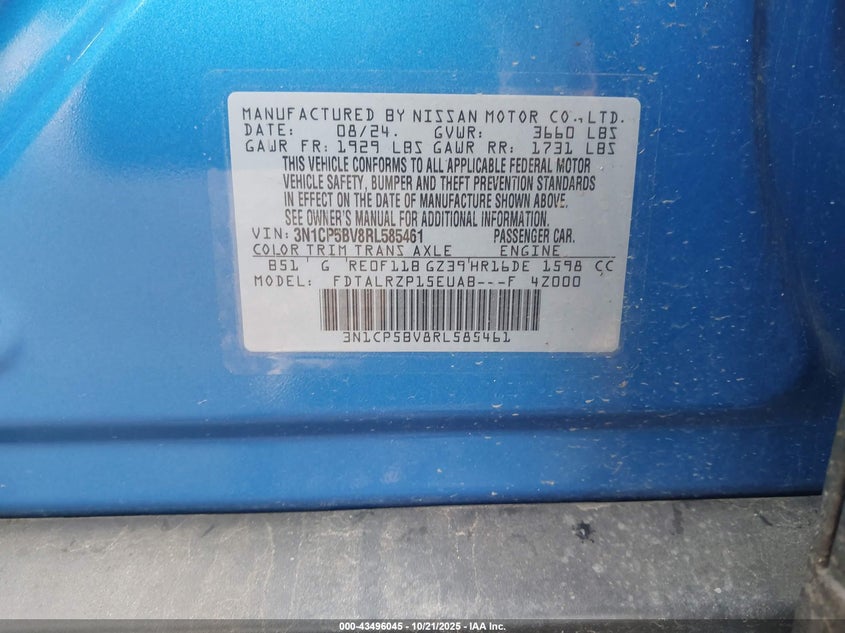 MANUFACTURED BY NISSAN MOTOR CO.,LTD.
DATE: 08/24. GVWR: 3660 LBS
GAWR FR: 1929 LBS GAWR RR: 1731 LBS
THIS VEHICLE CONFORMS TO ALL APPLICABLE FEDERAL MOTOR
VEHICLE SAFETY, BUMPER AND THEFT PREVENTION STANDARDS
IN EFFECT ON THE DATE OF MANUFACTURE SHOWN ABOVE.
SEE OWNER'S MANUAL FOR ADDITIONAL INFORMATION.
VIN: 3N1CP5BV8RL585461 PASSENGER CAR.
COLOR TRIM TRANS AXLE ENGINE
B51 G RE0F11B GZ39 HR16DE 1598 CC
MODEL: FDTALRZP15EUAB---F 4Z000
3N1CP5BV8RL585461
000-43496045 - 10/21/2025 - IAA Inc.